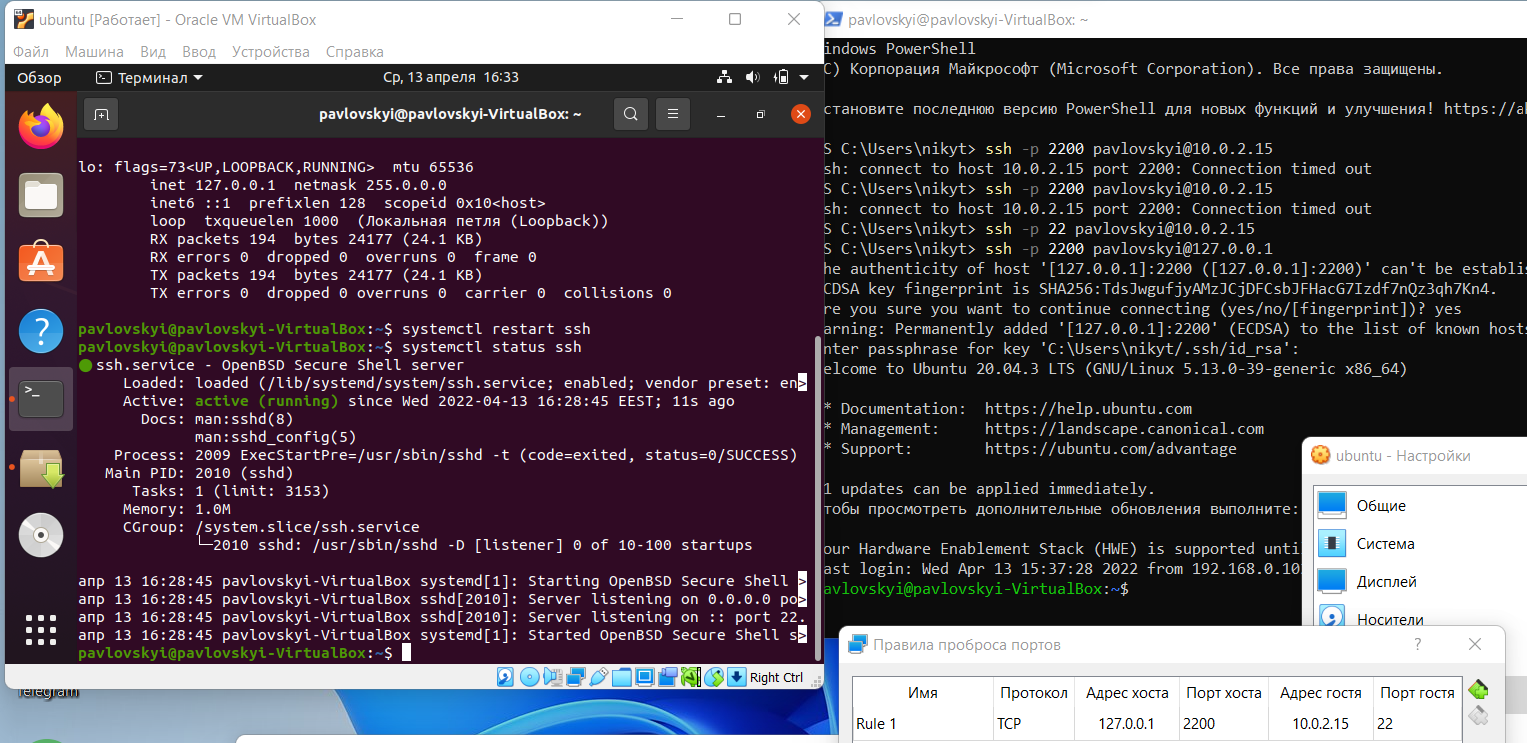 ubuntu [Работает] - Oracle VM VirtualBox
Файл Машина Вид Ввод Устройства Справка
Обзор Терминал Ср, 13 апреля 16:33
pavlovskyi@pavlovskyi-VirtualBox: ~
lo: flags=73<UP,LOOPBACK,RUNNING> mtu 65536
inet 127.0.0.1 netmask 255.0.0.0
inet6 ::1 prefixlen 128 scopeid 0x10<host>
loop txqueuelen 1000 (Локальная петля (Loopback))
RX packets 194 bytes 24177 (24.1 KB)
RX errors 0 dropped 0 overruns 0 frame 0
TX packets 194 bytes 24177 (24.1 KB)
TX errors 0 dropped 0 overruns 0 carrier 0 collisions 0
pavlovskyi@pavlovskyi-VirtualBox:~$ systemctl restart ssh
pavlovskyi@pavlovskyi-VirtualBox:~$ systemctl status ssh
● ssh.service - OpenBSD Secure Shell server
Loaded: loaded (/lib/systemd/system/ssh.service; enabled; vendor preset: en>
Active: active (running) since Wed 2022-04-13 16:28:45 EEST; 11s ago
Docs: man:sshd(8)
man:sshd_config(5)
Process: 2009 ExecStartPre=/usr/sbin/sshd -t (code=exited, status=0/SUCCESS)
Main PID: 2010 (sshd)
Tasks: 1 (limit: 3153)
Memory: 1.0M
CGroup: /system.slice/ssh.service
└─2010 sshd: /usr/sbin/sshd -D [listener] 0 of 10-100 startups
апр 13 16:28:45 pavlovskyi-VirtualBox systemd[1]: Starting OpenBSD Secure Shell >
апр 13 16:28:45 pavlovskyi-VirtualBox sshd[2010]: Server listening on 0.0.0.0 po>
апр 13 16:28:45 pavlovskyi-VirtualBox sshd[2010]: Server listening on :: port 22.
апр 13 16:28:45 pavlovskyi-VirtualBox systemd[1]: Started OpenBSD Secure Shell s>
pavlovskyi@pavlovskyi-VirtualBox:~$
Right Ctrl
Telegram
pavlovskyi@pavlovskyi-VirtualBox: ~
indows PowerShell
C) Корпорация Майкрософт (Microsoft Corporation). Все права защищены.
становите последнюю версию PowerShell для новых функций и улучшения! https://ak
S C:\Users\nikyt> ssh -p 2200 pavlovskyi@10.0.2.15
sh: connect to host 10.0.2.15 port 2200: Connection timed out
S C:\Users\nikyt> ssh -p 2200 pavlovskyi@10.0.2.15
sh: connect to host 10.0.2.15 port 2200: Connection timed out
S C:\Users\nikyt> ssh -p 22 pavlovskyi@10.0.2.15
S C:\Users\nikyt> ssh -p 2200 pavlovskyi@127.0.0.1
he authenticity of host '[127.0.0.1]:2200 ([127.0.0.1]:2200)' can't be establis
CDSA key fingerprint is SHA256:TdsJwgufjyAMzJCjDFCsbJFHacG7Izdf7nQz3qh7Kn4.
re you sure you want to continue connecting (yes/no/[fingerprint])? yes
arning: Permanently added '[127.0.0.1]:2200' (ECDSA) to the list of known hosts
nter passphrase for key 'C:\Users\nikyt/.ssh/id_rsa':
elcome to Ubuntu 20.04.3 LTS (GNU/Linux 5.13.0-39-generic x86_64)
* Documentation: https://help.ubuntu.com
* Management: https://landscape.canonical.com
* Support: https://ubuntu.com/advantage
1 updates can be applied immediately.
тобы просмотреть дополнительные обновления выполните:
our Hardware Enablement Stack (HWE) is supported unti
ast login: Wed Apr 13 15:37:28 2022 from 192.168.0.10
avlovskyi@pavlovskyi-VirtualBox:~$
ubuntu - Настройки
Общие
Система
Дисплей
Носители
Правила проброса портов
Имя Протокол Адрес хоста Порт хоста Адрес гостя Порт гостя
Rule 1 TCP 127.0.0.1 2200 10.0.2.15 22